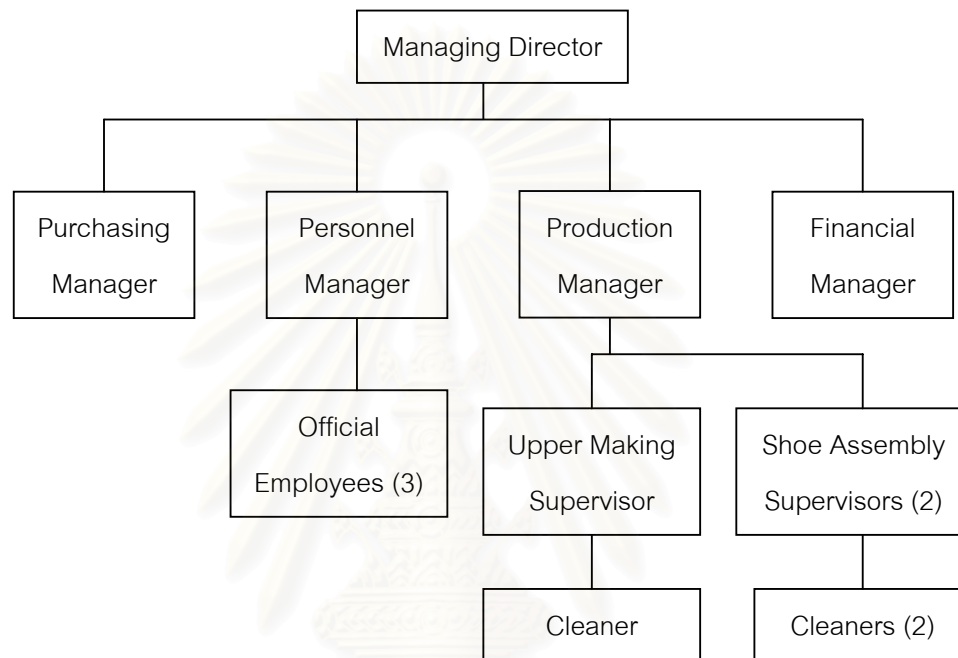 Managing Director
Purchasing
Manager
Personnel
Manager
Production
Manager
Financial
Manager
Official
Employees (3)
Upper Making
Supervisor
Shoe Assembly
Supervisors (2)
Cleaner
Cleaners (2)